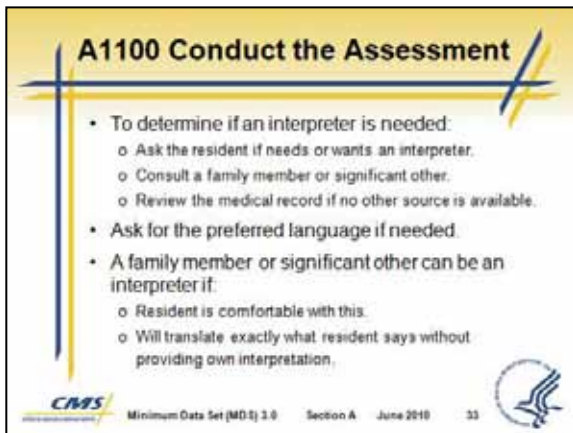 A1100 Conduct the Assessment
• To determine if an interpreter is needed:
o Ask the resident if needs or wants an interpreter.
o Consult a family member or significant other.
o Review the medical record if no other source is available.
• Ask for the preferred language if needed.
• A family member or significant other can be an
interpreter if:
o Resident is comfortable with this.
o Will translate exactly what resident says without
providing own interpretation.
CMS
Minimum Data Set (MDS) 3.0 Section A June 2010 33